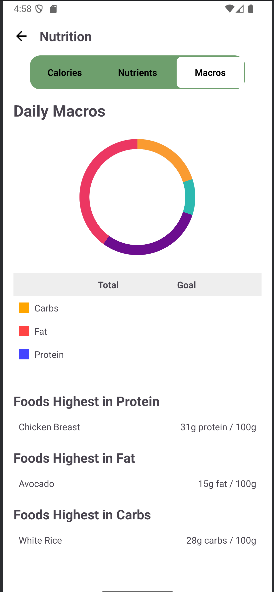 4:58
Nutrition
Calories Nutrients Macros
Daily Macros
Total Goal
Carbs
Fat
Protein
Foods Highest in Protein
Chicken Breast 31g protein / 100g
Foods Highest in Fat
Avocado 15g fat / 100g
Foods Highest in Carbs
White Rice 28g carbs / 100g